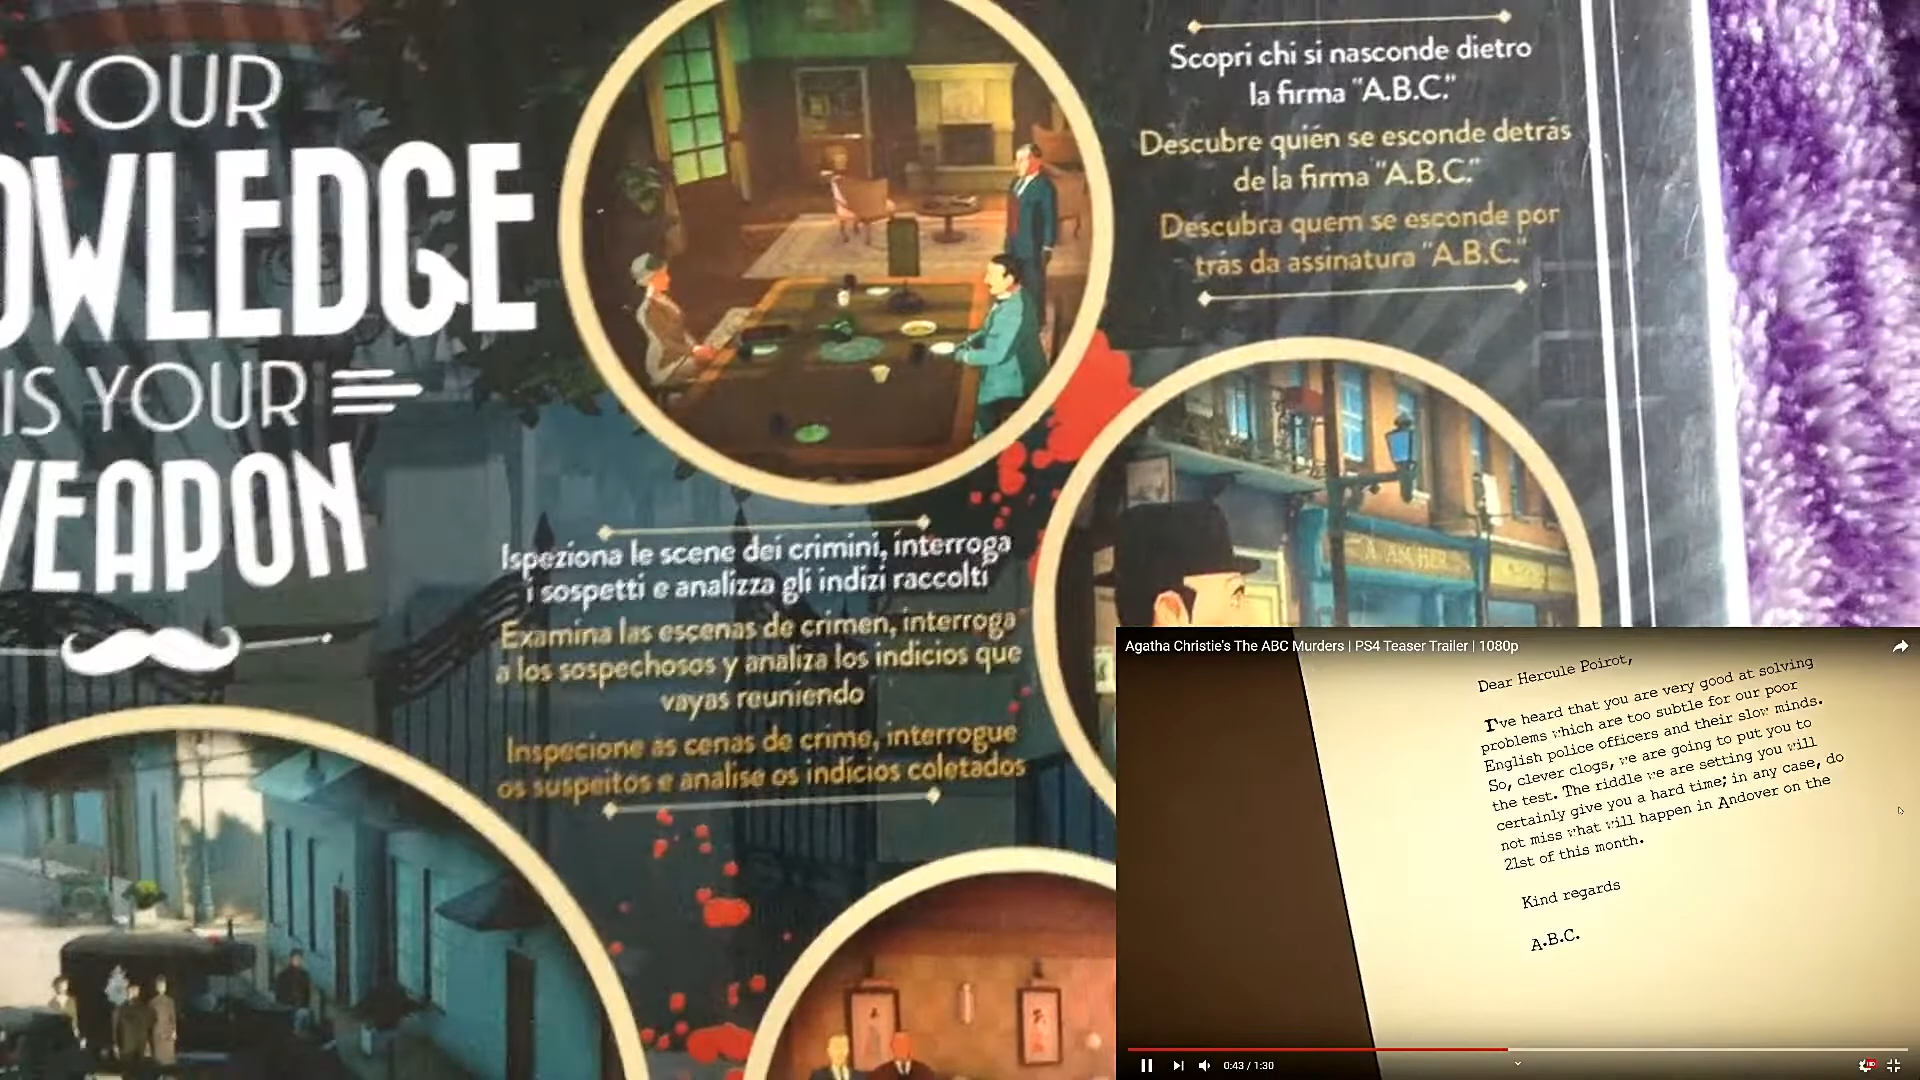 YOUR
OWLEDGE
IS YOUR
WEAPON
Scopri chi si nasconde dietro
la firma "A.B.C."
Descubre quién se esconde detrás
de la firma "A.B.C."
Descubra quem se esconde por
trás da assinatura "A.B.C."
A. ASCHER
Ispeziona le scene dei crimini, interroga
i sospetti e analizza gli indizi raccolti
Examina las escenas de crimen, interroga
a los sospechosos y analiza los indicios que
vayas reuniendo
Inspecione as cenas de crime, interrogue
os suspeitos e analise os indícios coletados
Agatha Christie's The ABC Murders | PS4 Teaser Trailer | 1080p
Dear Hercule Poirot,
I've heard that you are very good at solving
problems which are too subtle for our poor
English police officers and their slow minds.
So, clever clogs, we are going to put you to
the test. The riddle we are setting you will
certainly give you a hard time; in any case, do
not miss what will happen in Andover on the
21st of this month.
Kind regards
A.B.C.
0:43 / 1:30
HD